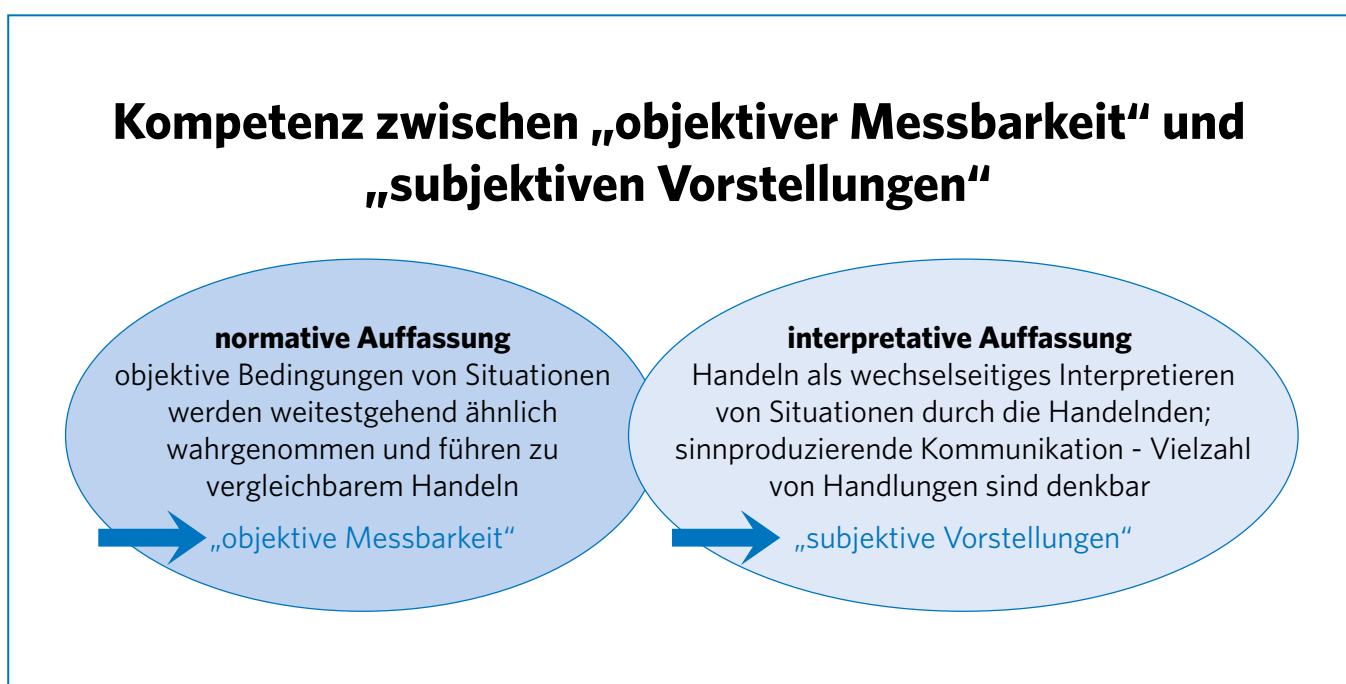 Kompetenz zwischen „objektiver Messbarkeit“ und
„subjektiven Vorstellungen“
normative Auffassung
objektive Bedingungen von Situationen
werden weitestgehend ähnlich
wahrgenommen und führen zu
vergleichbarem Handeln
„objektive Messbarkeit“
interpretative Auffassung
Handeln als wechselseitiges Interpretieren
von Situationen durch die Handelnden;
sinnproduzierende Kommunikation - Vielzahl
von Handlungen sind denkbar
„subjektive Vorstellungen“